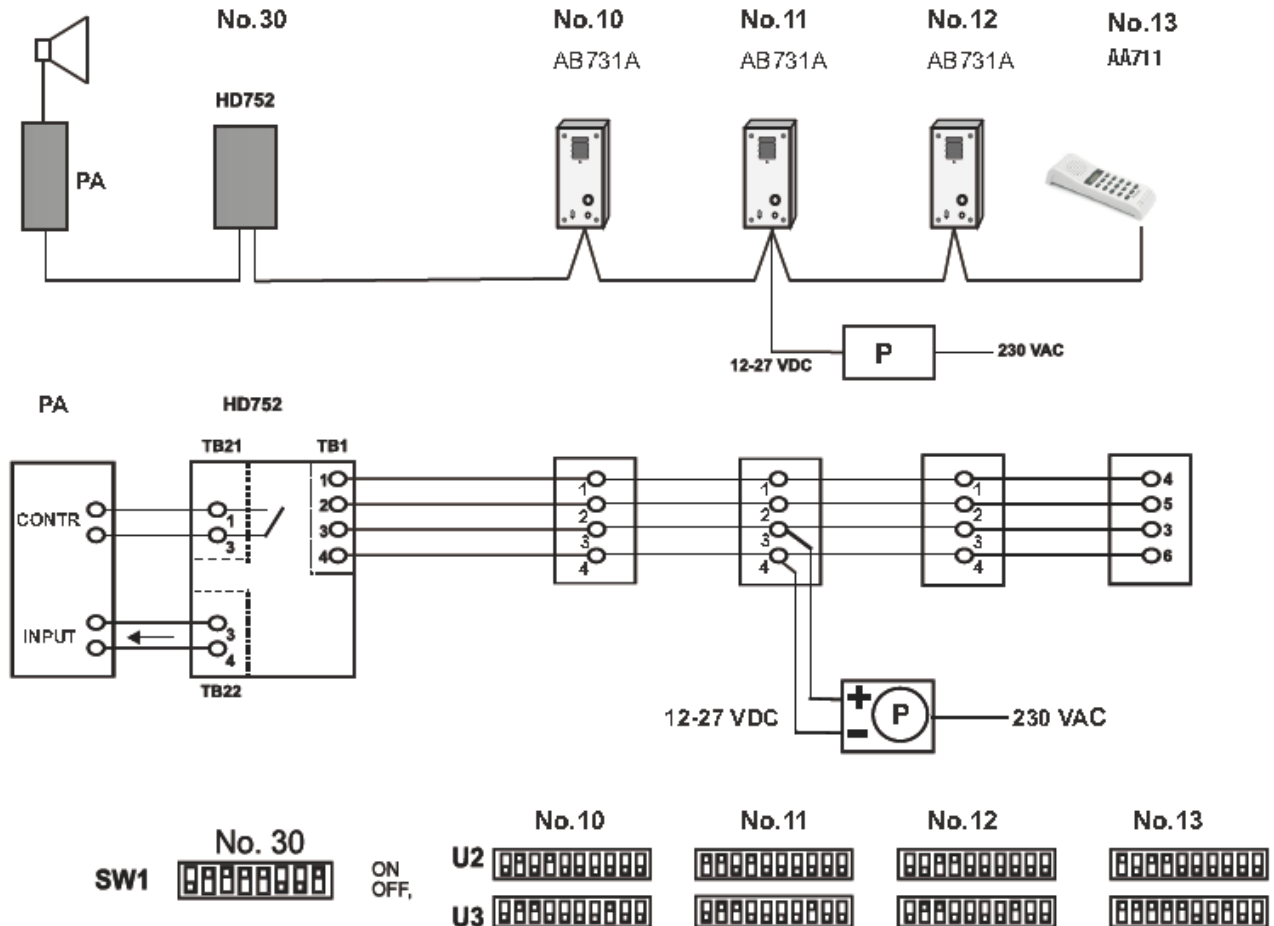 No.30
No.10
No.11
No.12
No.13
AB731A
AB731A
AB731A
AA711
HD752
PA
12-27 VDC
P
230 VAC
PA
HD752
TB21
TB1
CONTR
1
3
1
2
3
4
1
2
3
4
1
2
3
4
1
2
3
4
4
5
3
6
INPUT
3
4
TB22
12-27 VDC
+
P
-
230 VAC
No. 30
No.10
No.11
No.12
No.13
SW1
ON
OFF,
U2
U3